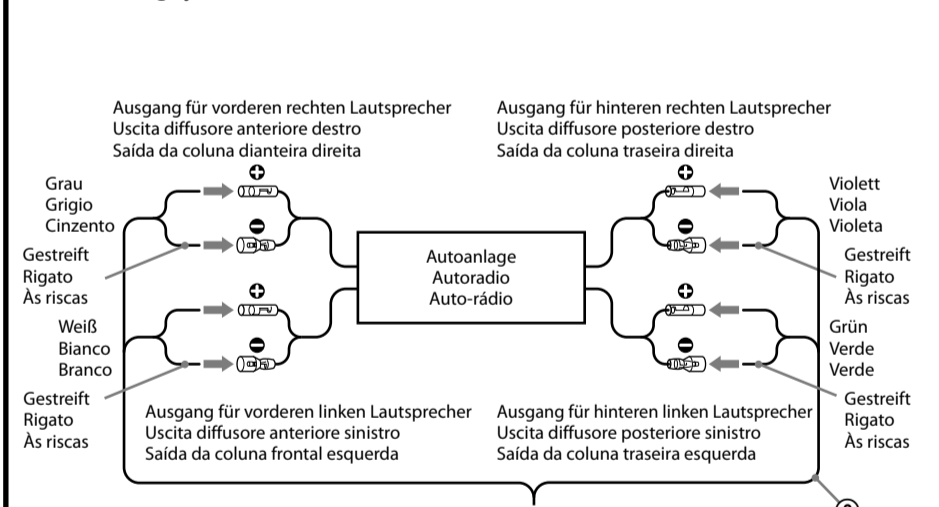 Ausgang für vorderen rechten Lautsprecher
Uscita diffusore anteriore destro
Saída da coluna dianteira direita
Ausgang für hinteren rechten Lautsprecher
Uscita diffusore posteriore destro
Saída da coluna traseira direita
Grau
Grigio
Cinzento
Gestreift
Rigato
Às riscas
Weiß
Bianco
Branco
Gestreift
Rigato
Às riscas
Autoanlage
Autoradio
Auto-rádio
Violett
Viola
Violeta
Gestreift
Rigato
Às riscas
Grün
Verde
Verde
Gestreift
Rigato
Às riscas
Ausgang für vorderen linken Lautsprecher
Uscita diffusore anteriore sinistro
Saída da coluna frontal esquerda
Ausgang für hinteren linken Lautsprecher
Uscita diffusore posteriore sinistro
Saída da coluna traseira esquerda